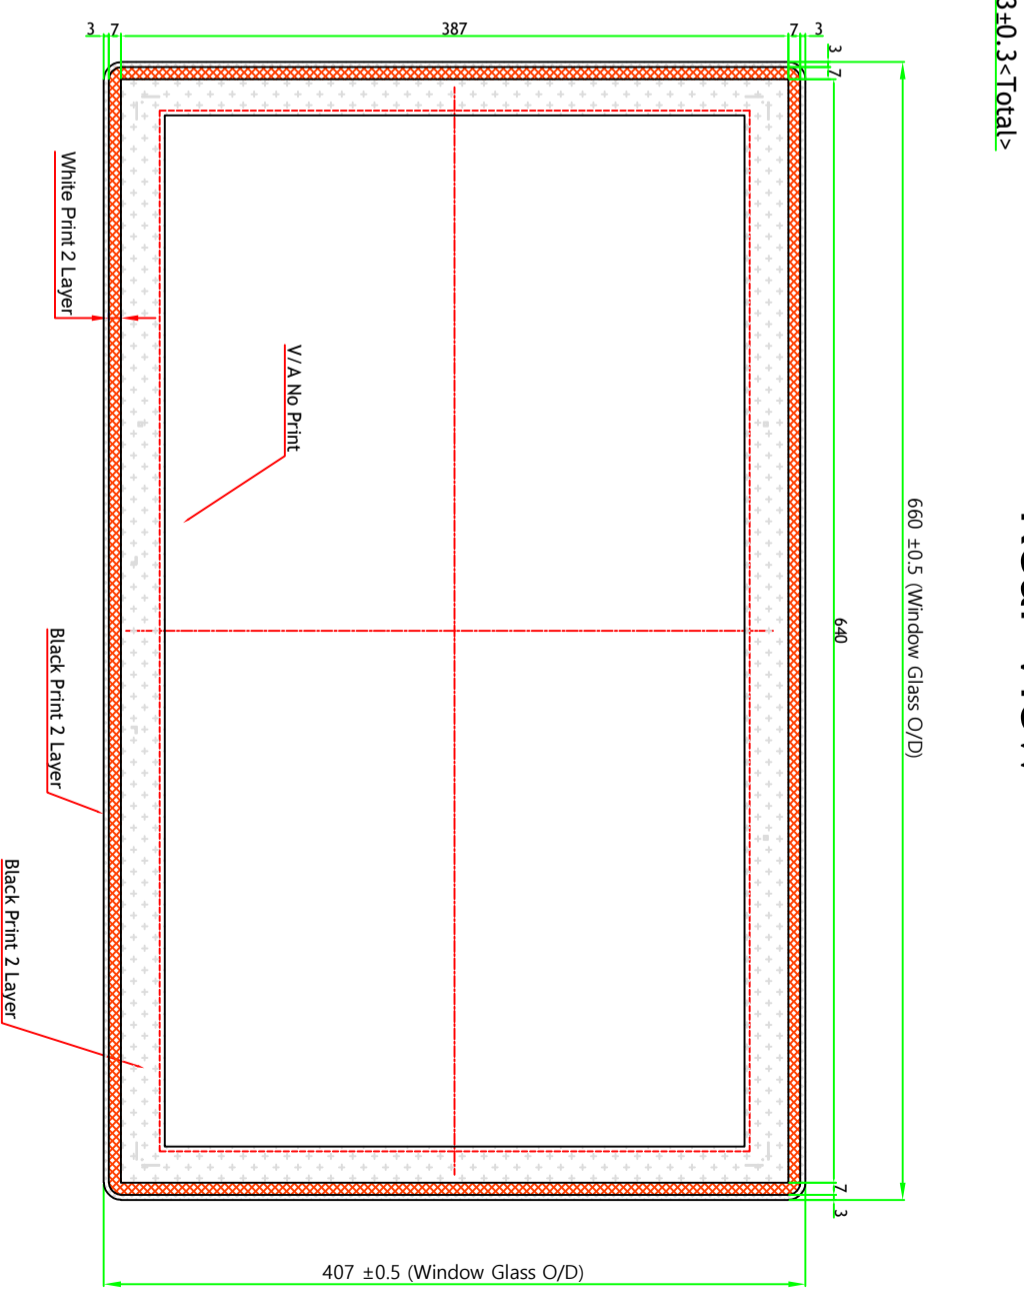 3±0.3<Total>
3
7
387
7
3
3
7
White Print 2 Layer
V/A No Print
660 ±0.5 (Window Glass O/D)
640
Black Print 2 Layer
Black Print 2 Layer
7
3
407 ±0.5 (Window Glass O/D)